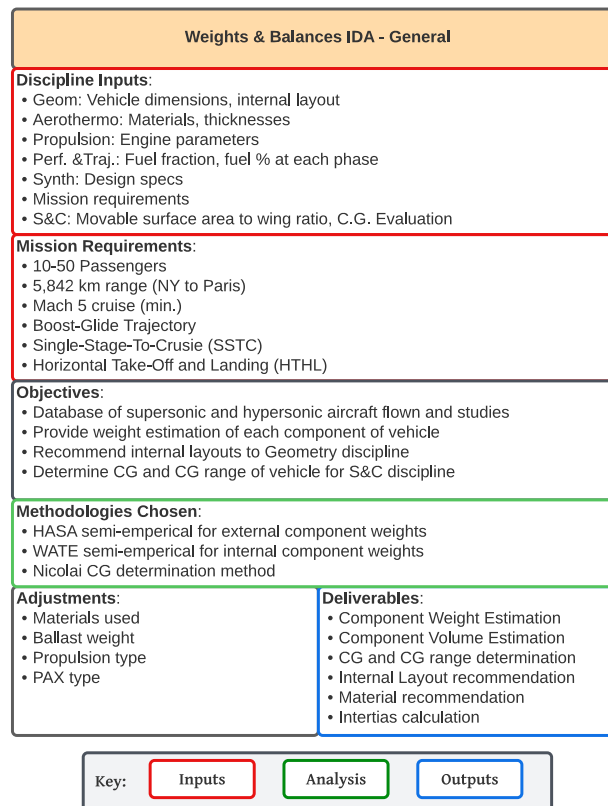 Weights & Balances IDA - General
Discipline Inputs:
• Geom: Vehicle dimensions, internal layout
• Aerothermo: Materials, thicknesses
• Propulsion: Engine parameters
• Perf. &Traj.: Fuel fraction, fuel % at each phase
• Synth: Design specs
• Mission requirements
• S&C: Movable surface area to wing ratio, C.G. Evaluation
Mission Requirements:
• 10-50 Passengers
• 5,842 km range (NY to Paris)
• Mach 5 cruise (min.)
• Boost-Glide Trajectory
• Single-Stage-To-Crusie (SSTC)
• Horizontal Take-Off and Landing (HTHL)
Objectives:
• Database of supersonic and hypersonic aircraft flown and studies
• Provide weight estimation of each component of vehicle
• Recommend internal layouts to Geometry discipline
• Determine CG and CG range of vehicle for S&C discipline
Methodologies Chosen:
• HASA semi-emperical for external component weights
• WATE semi-emperical for internal component weights
• Nicolai CG determination method
Adjustments:
• Materials used
• Ballast weight
• Propulsion type
• PAX type
Deliverables:
• Component Weight Estimation
• Component Volume Estimation
• CG and CG range determination
• Internal Layout recommendation
• Material recommendation
• Intertias calculation
Key: Inputs Analysis Outputs